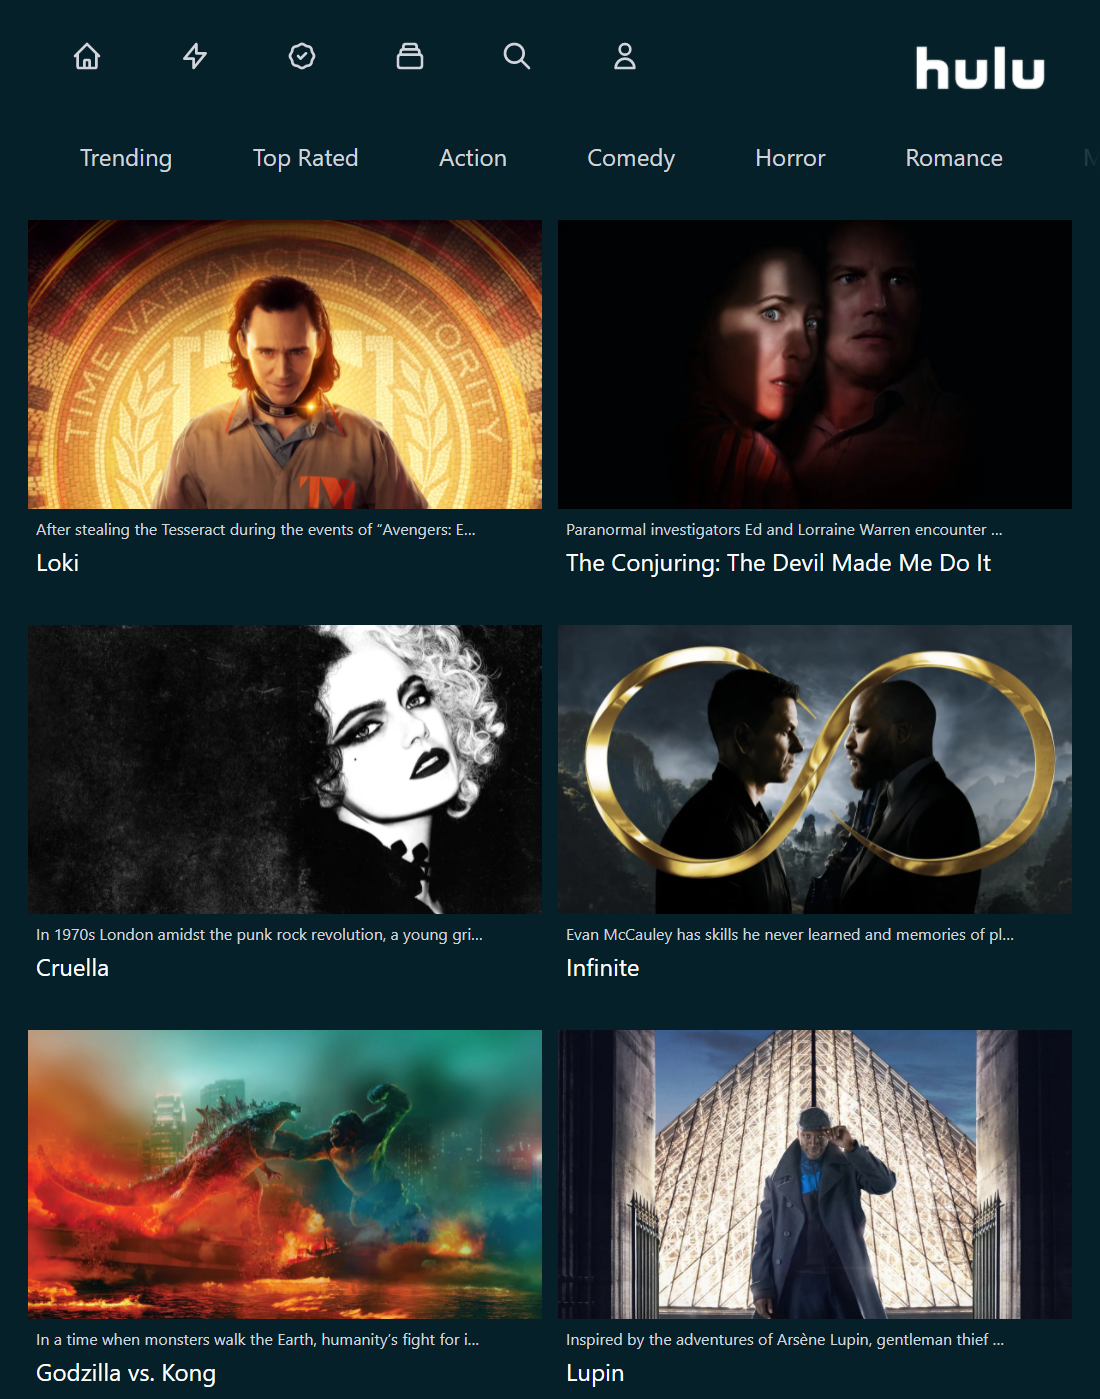 hulu
Trending Top Rated Action Comedy Horror Romance
TIME VARIANCE AUTHORITY
After stealing the Tesseract during the events of “Avengers: E...
Loki
Paranormal investigators Ed and Lorraine Warren encounter ...
The Conjuring: The Devil Made Me Do It
In 1970s London amidst the punk rock revolution, a young gri...
Cruella
Evan McCauley has skills he never learned and memories of pl...
Infinite
In a time when monsters walk the Earth, humanity’s fight for i...
Godzilla vs. Kong
Inspired by the adventures of Arsène Lupin, gentleman thief ...
Lupin